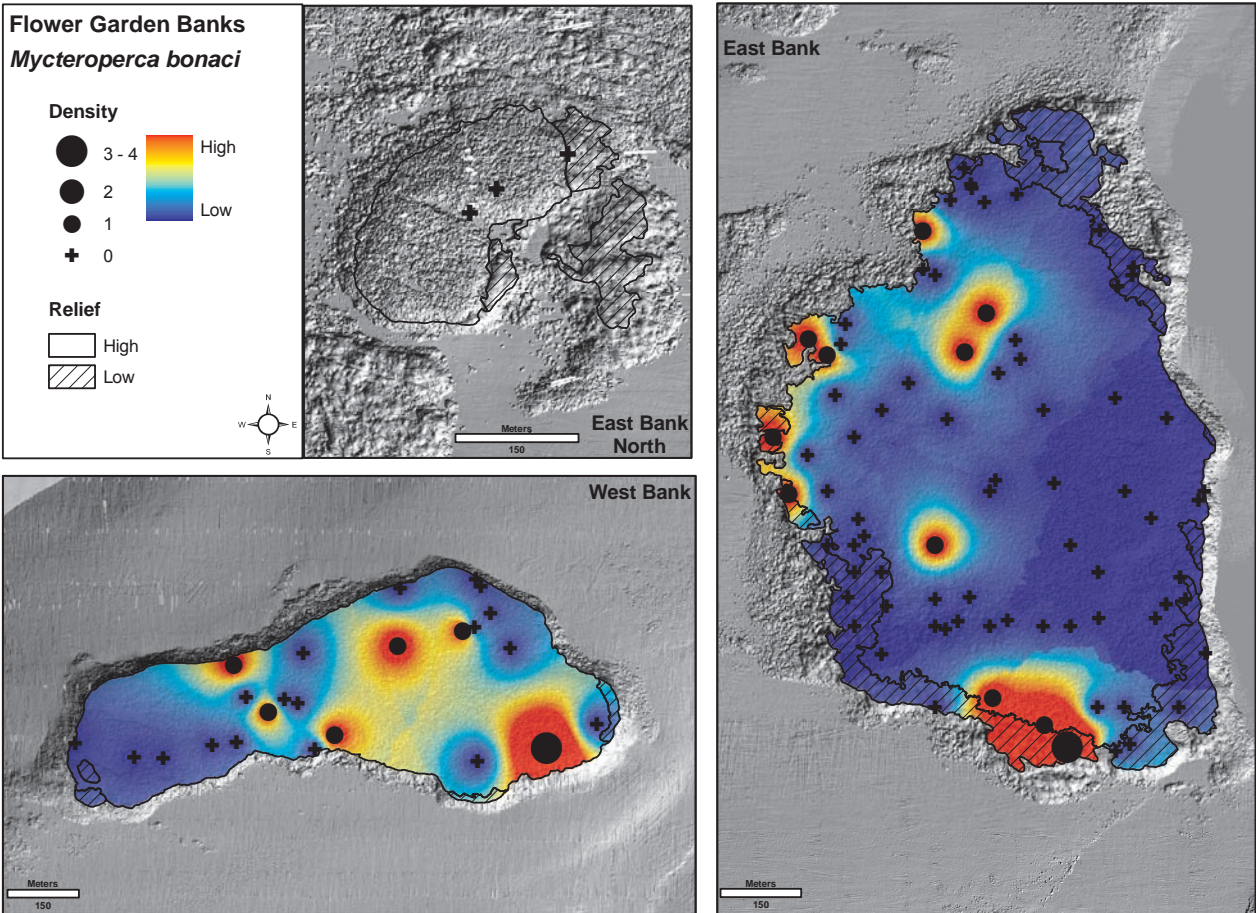 Flower Garden Banks
Mycteroperca bonaci
Density
3 - 4
2
1
0
High
Low
Relief
High
Low
N
W E
S
Meters
150
East Bank
North
West Bank
Meters
150
East Bank
Meters
150